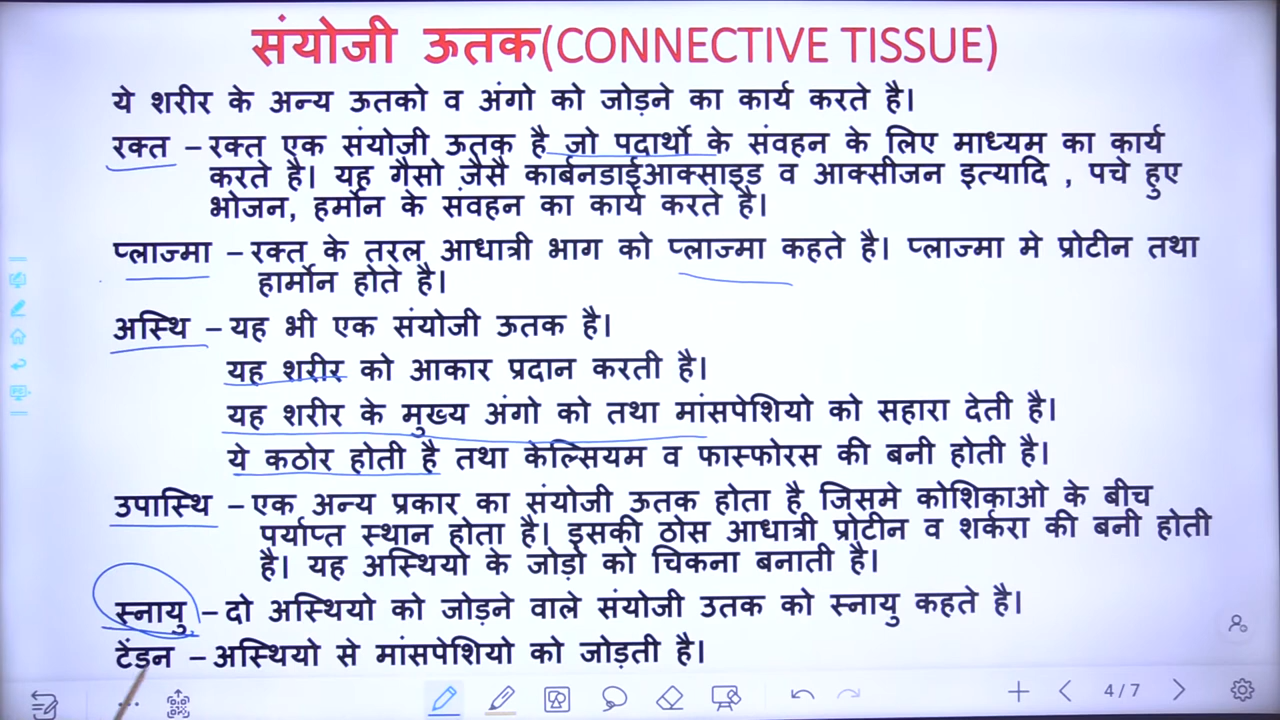 संयोजी ऊतक(CONNECTIVE TISSUE)
ये शरीर के अन्य ऊतको व अंगो को जोड़ने का कार्य करते है।
रक्त – रक्त एक संयोजी ऊतक है जो पदार्थो के संवहन के लिए माध्यम का कार्य
करते है। यह गैसो जैसै कार्बनडाईआक्साइड व आक्सीजन इत्यादि , पचे हुए
भोजन, हर्मोन के संवहन का कार्य करते है।
प्लाज्मा – रक्त के तरल आधात्री भाग को प्लाज्मा कहते है। प्लाज्मा मे प्रोटीन तथा
हार्मोन होते है।
अस्थि – यह भी एक संयोजी ऊतक है।
यह शरीर को आकार प्रदान करती है।
यह शरीर के मुख्य अंगो को तथा मांसपेशियो को सहारा देती है।
ये कठोर होती है तथा केल्सियम व फास्फोरस की बनी होती है।
उपास्थि – एक अन्य प्रकार का संयोजी ऊतक होता है जिसमे कोशिकाओ के बीच
पर्याप्त स्थान होता है। इसकी ठोस आधात्री प्रोटीन व शर्करा की बनी होती
है। यह अस्थियो के जोड़ो को चिकना बनाती है।
स्नायु – दो अस्थियो को जोड़ने वाले संयोजी उतक को स्नायु कहते है।
टेंडन – अस्थियो से मांसपेशियो को जोड़ती है।
4/7